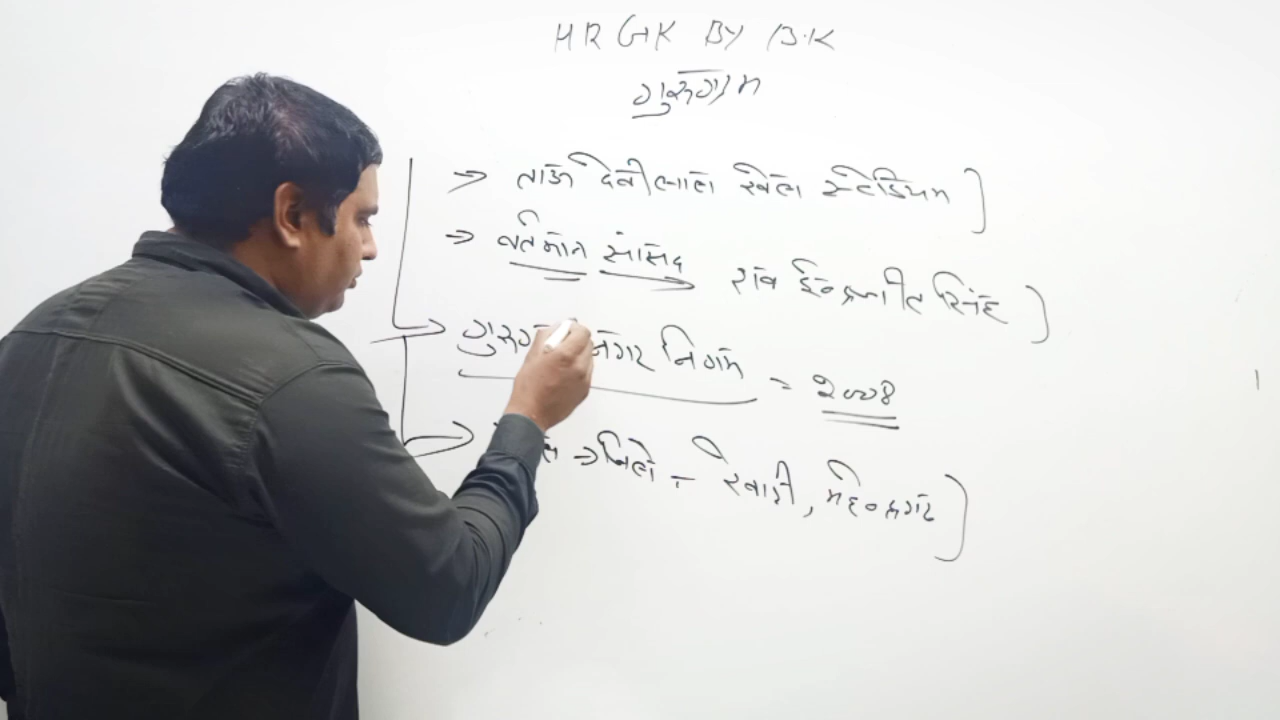 HR GK BY B.K
गुरुग्राम
→ ताऊ देवीलाल खेल स्टेडियम
→ वर्तमान सांसद राव इन्द्रजीत सिंह
→ नगर निगम = 2008
→ जिले - रेवाड़ी, महेन्द्रगढ़